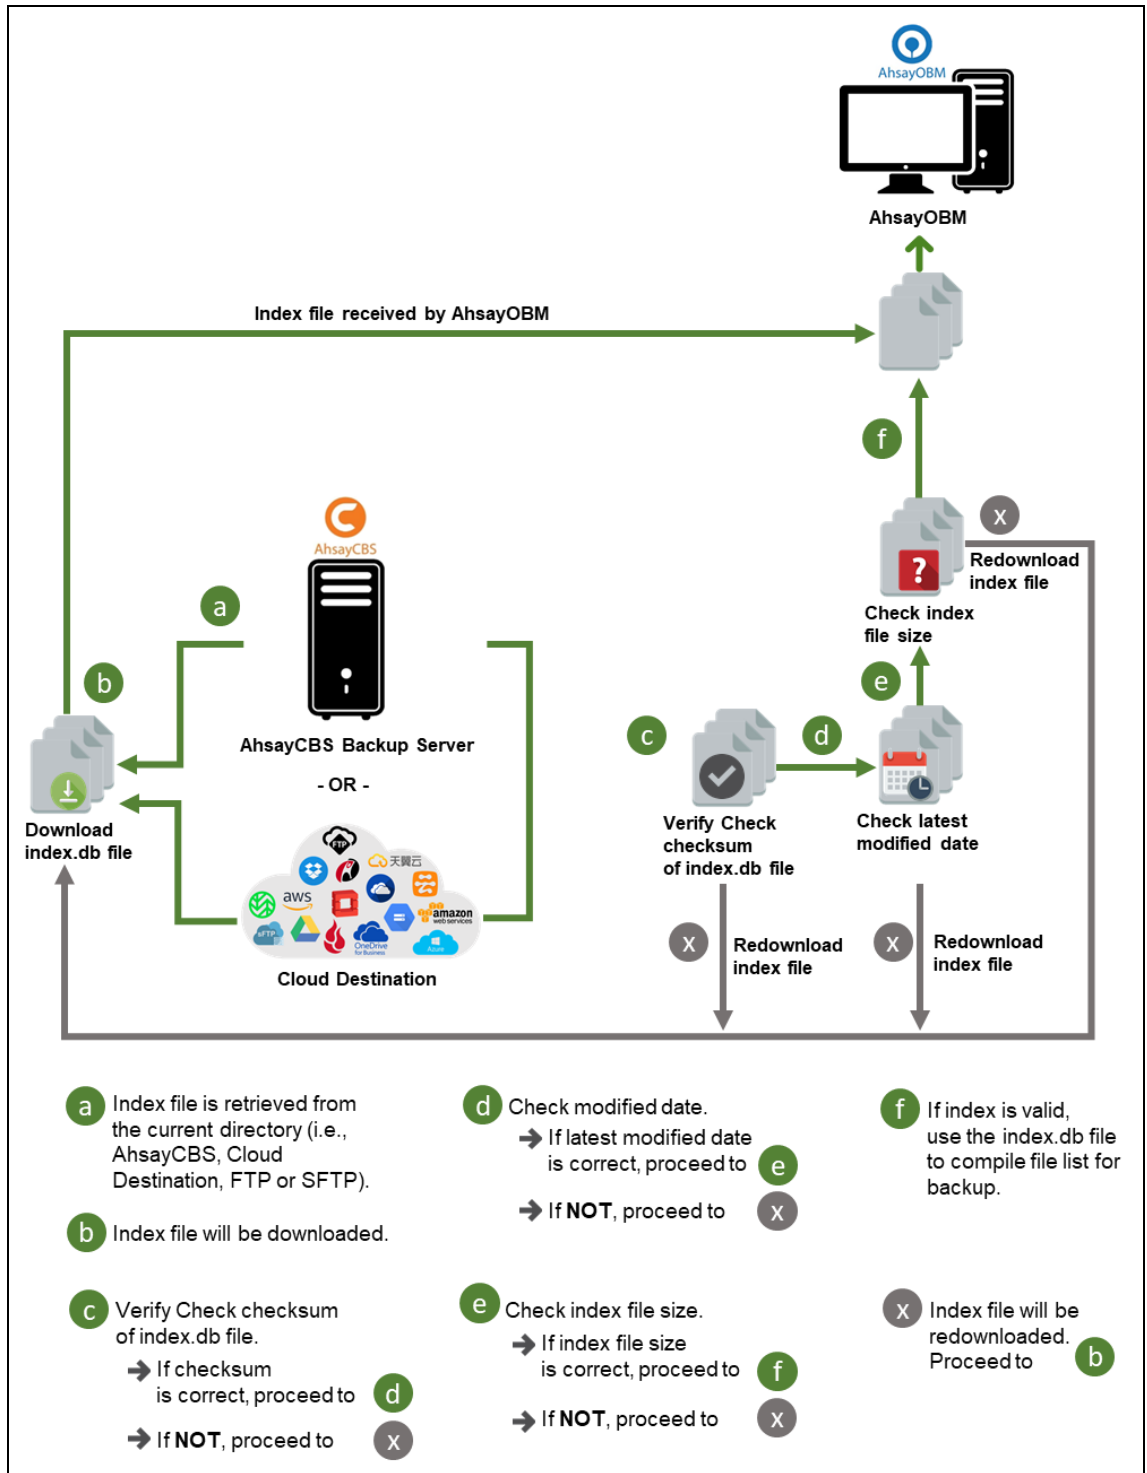 AhsayOBM
AhsayOBM
Index file received by AhsayOBM
f
x
Redownload
index file
?
Check index
file size
AhsayCBS
a
b
e
c
d
AhsayCBS Backup Server
- OR -
Download
index.db file
Verify Check
checksum
of index.db file
Check latest
modified date
FTP
天翼云
aws
amazon
web services
SFTP
OneDrive
for Business
Azure
Cloud Destination
x
Redownload
index file
x
Redownload
index file
a
Index file is retrieved from
the current directory (i.e.,
AhsayCBS, Cloud
Destination, FTP or SFTP).
b
Index file will be downloaded.
c
Verify Check checksum
of index.db file.
➔ If checksum
is correct, proceed to d
➔ If NOT, proceed to x
d
Check modified date.
➔ If latest modified date
is correct, proceed to e
➔ If NOT, proceed to x
e
Check index file size.
➔ If index file size
is correct, proceed to f
➔ If NOT, proceed to x
f
If index is valid,
use the index.db file
to compile file list for
backup.
x
Index file will be
redownloaded.
Proceed to b